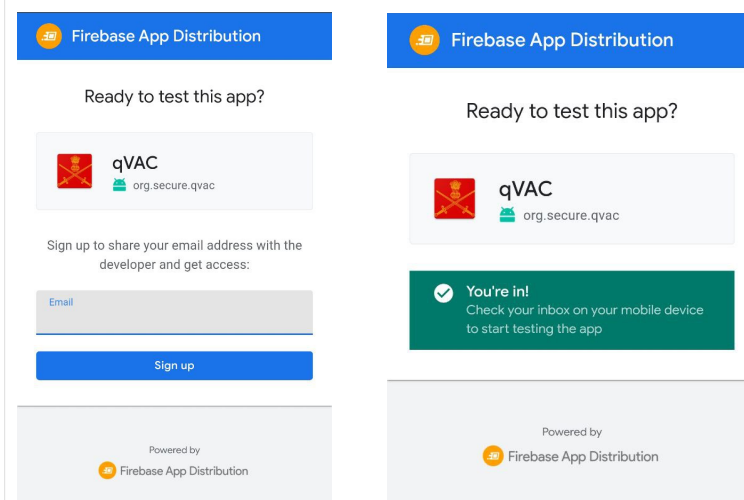 Firebase App Distribution
Ready to test this app?
qVAC
org.secure.qvac
Sign up to share your email address with the
developer and get access:
Email
Sign up
Powered by
Firebase App Distribution
Firebase App Distribution
Ready to test this app?
qVAC
org.secure.qvac
You're in!
Check your inbox on your mobile device
to start testing the app
Powered by
Firebase App Distribution